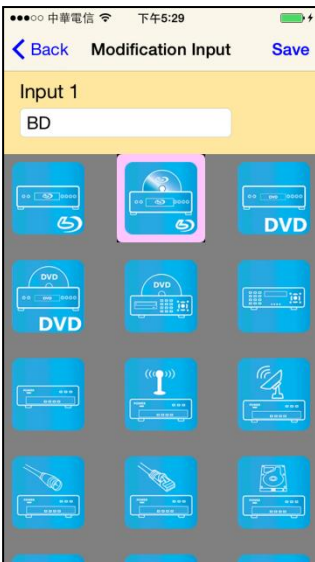 中華電信 下午5:29
Back Modification Input Save
Input 1
BD
DVD
DVD
DVD
DVD